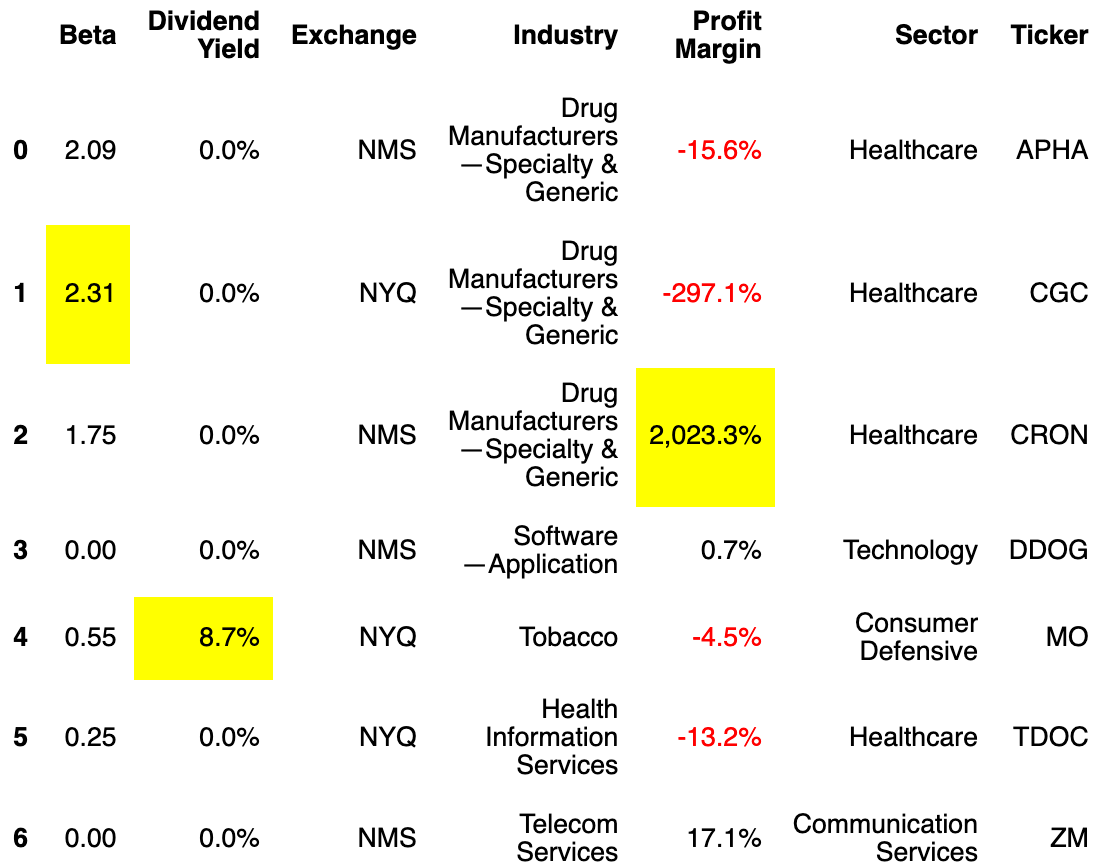 Beta Dividend Yield Exchange Industry Profit Margin Sector Ticker
0 2.09 0.0% NMS Drug Manufacturers—Specialty & Generic -15.6% Healthcare APHA
1 2.31 0.0% NYQ Drug Manufacturers—Specialty & Generic -297.1% Healthcare CGC
2 1.75 0.0% NMS Drug Manufacturers—Specialty & Generic 2,023.3% Healthcare CRON
3 0.00 0.0% NMS Software—Application 0.7% Technology DDOG
4 0.55 8.7% NYQ Tobacco -4.5% Consumer Defensive MO
5 0.25 0.0% NYQ Health Information Services -13.2% Healthcare TDOC
6 0.00 0.0% NMS Telecom Services 17.1% Communication Services ZM